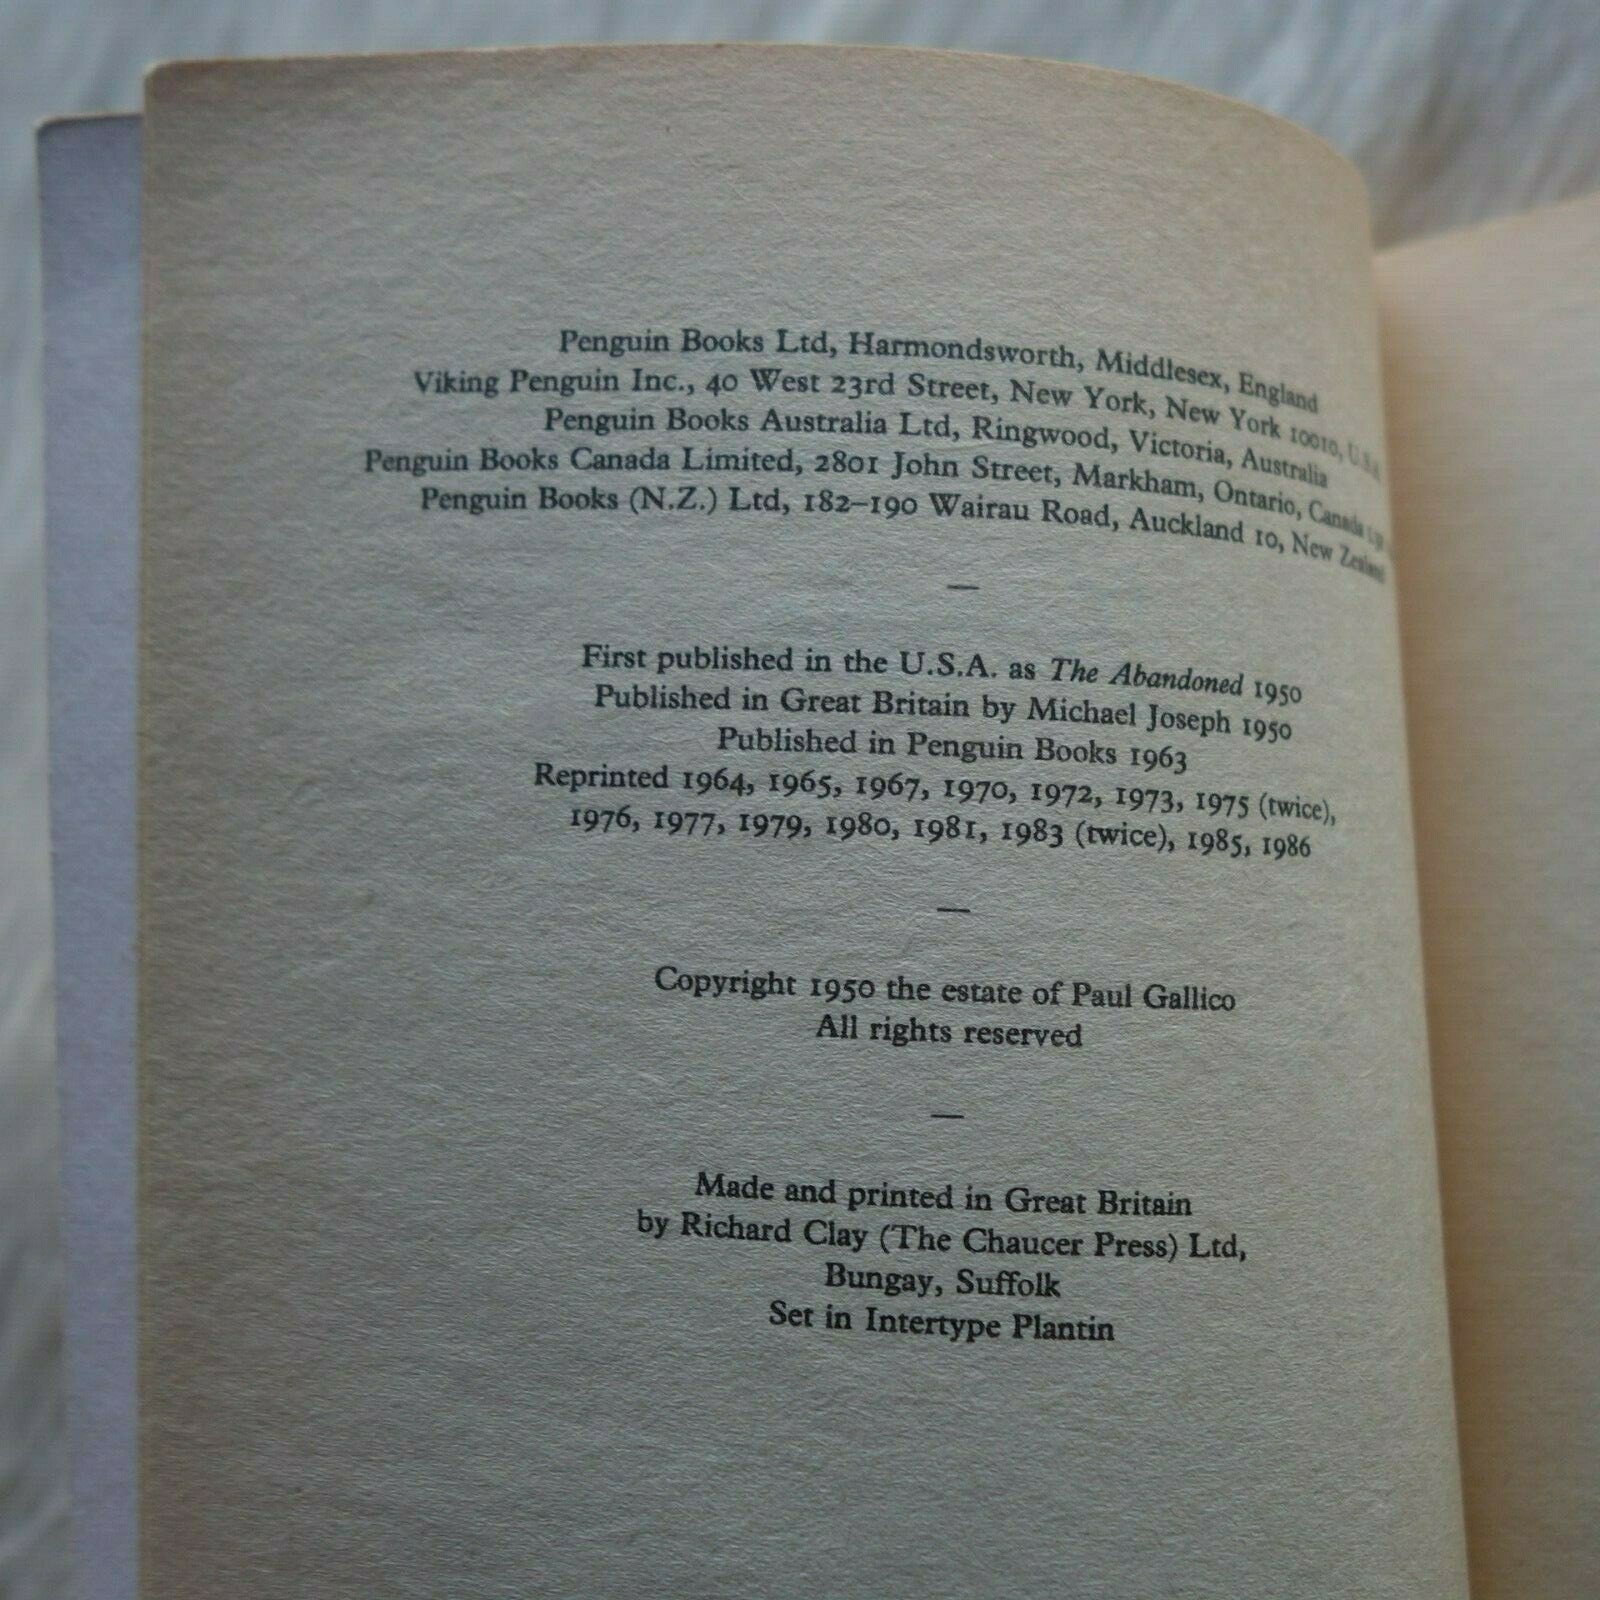 Penguin Books Ltd, Harmondsworth, Middlesex, England
Viking Penguin Inc., 40 West 23rd Street, New York, New York 10010, U.S.A.
Penguin Books Australia Ltd, Ringwood, Victoria, Australia
Penguin Books Canada Limited, 2801 John Street, Markham, Ontario, Canada
Penguin Books (N.Z.) Ltd, 182–190 Wairau Road, Auckland 10, New Zealand
—
First published in the U.S.A. as The Abandoned 1950
Published in Great Britain by Michael Joseph 1950
Published in Penguin Books 1963
Reprinted 1964, 1965, 1967, 1970, 1972, 1973, 1975 (twice),
1976, 1977, 1979, 1980, 1981, 1983 (twice), 1985, 1986
—
Copyright 1950 the estate of Paul Gallico
All rights reserved
—
Made and printed in Great Britain
by Richard Clay (The Chaucer Press) Ltd,
Bungay, Suffolk
Set in Intertype Plantin